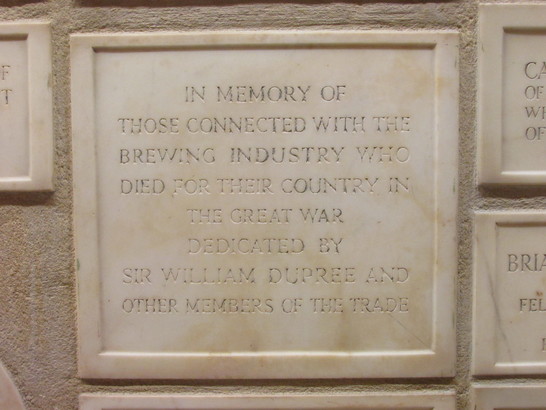 IN MEMORY OF
THOSE CONNECTED WITH THE
BREWING INDUSTRY WHO
DIED FOR THEIR COUNTRY IN
THE GREAT WAR
DEDICATED BY
SIR WILLIAM DUPREE AND
OTHER MEMBERS OF THE TRADE
OF